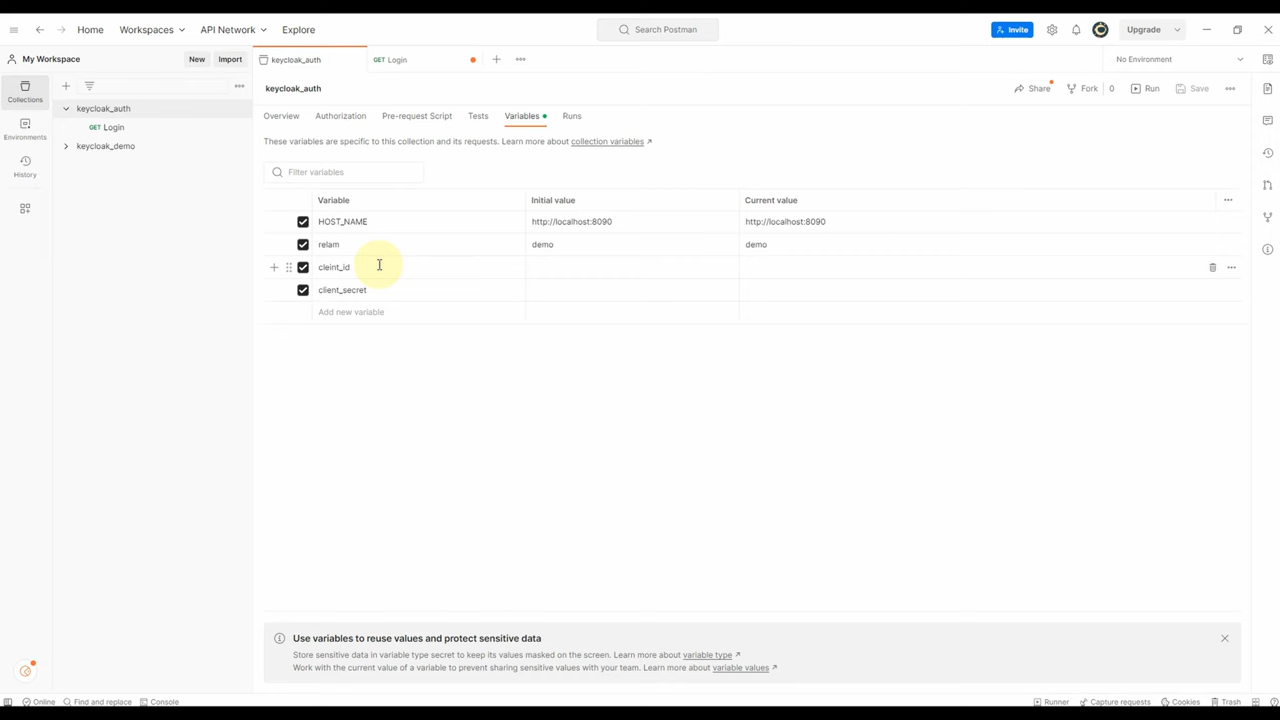 Home Workspaces API Network Explore Search Postman Invite Upgrade
My Workspace New Import keycloak_auth GET Login No Environment
Collections
Environments
History
keycloak_auth
GET Login
keycloak_demo
keycloak_auth Share Fork 0 Run Save
Overview Authorization Pre-request Script Tests Variables Runs
These variables are specific to this collection and its requests. Learn more about collection variables ↗
Filter variables
Variable Initial value Current value
HOST_NAME http://localhost:8090 http://localhost:8090
relam demo demo
cleint_id
client_secret
Add new variable
Use variables to reuse values and protect sensitive data
Store sensitive data in variable type secret to keep its values masked on the screen. Learn more about variable type ↗
Work with the current value of a variable to prevent sharing sensitive values with your team. Learn more about variable values ↗
Online Find and replace Console Runner Capture requests Cookies Trash